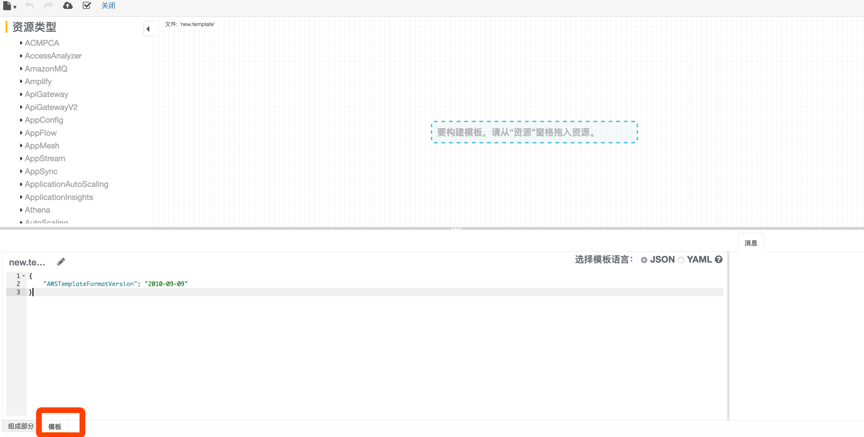 关闭
资源类型
ACMPCA
AccessAnalyzer
AmazonMQ
Amplify
ApiGateway
ApiGatewayV2
AppConfig
AppFlow
AppMesh
AppStream
AppSync
ApplicationAutoScaling
ApplicationInsights
Athena
AutoScaling
文件: 'new.template'
要构建模板，请从“资源”窗格拖入资源。
消息
new.te...
选择模板语言： JSON YAML
1 {
2 "AWSTemplateFormatVersion": "2010-09-09"
3 }
组成部分 模板